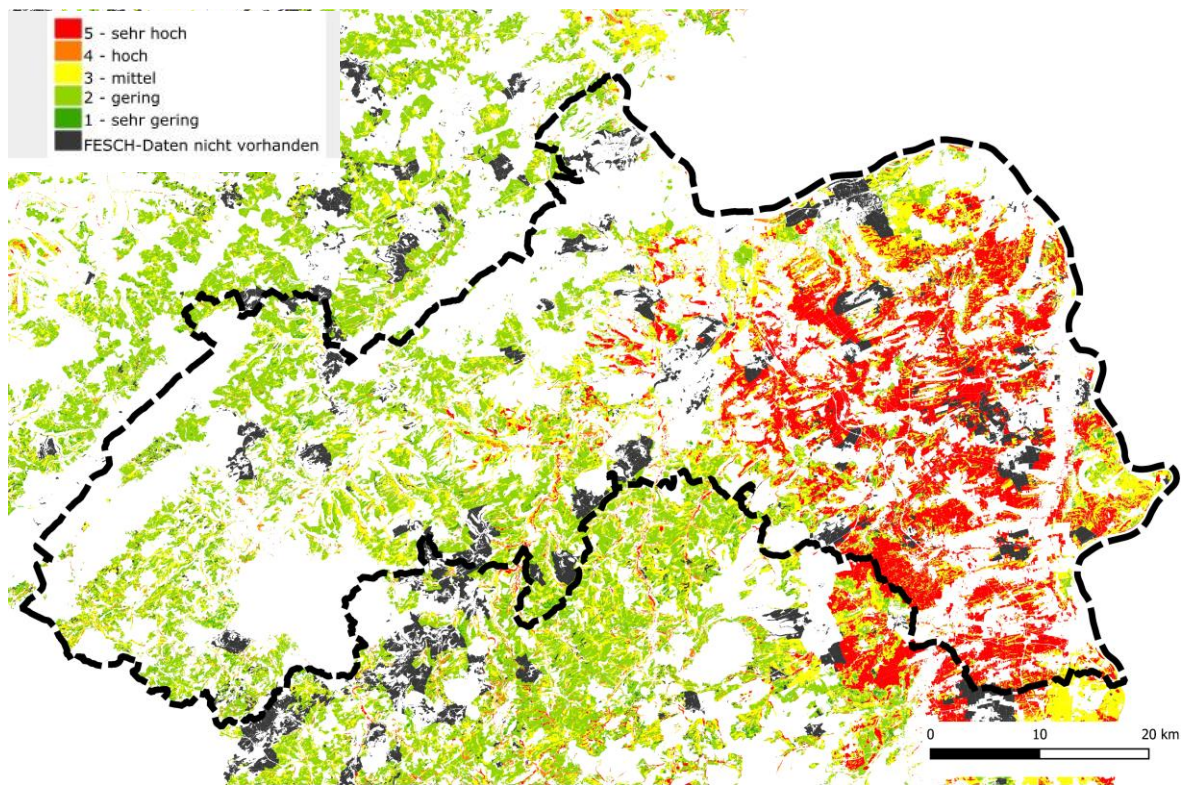 5 - sehr hoch
4 - hoch
3 - mittel
2 - gering
1 - sehr gering
FESCH-Daten nicht vorhanden
0 10 20 km